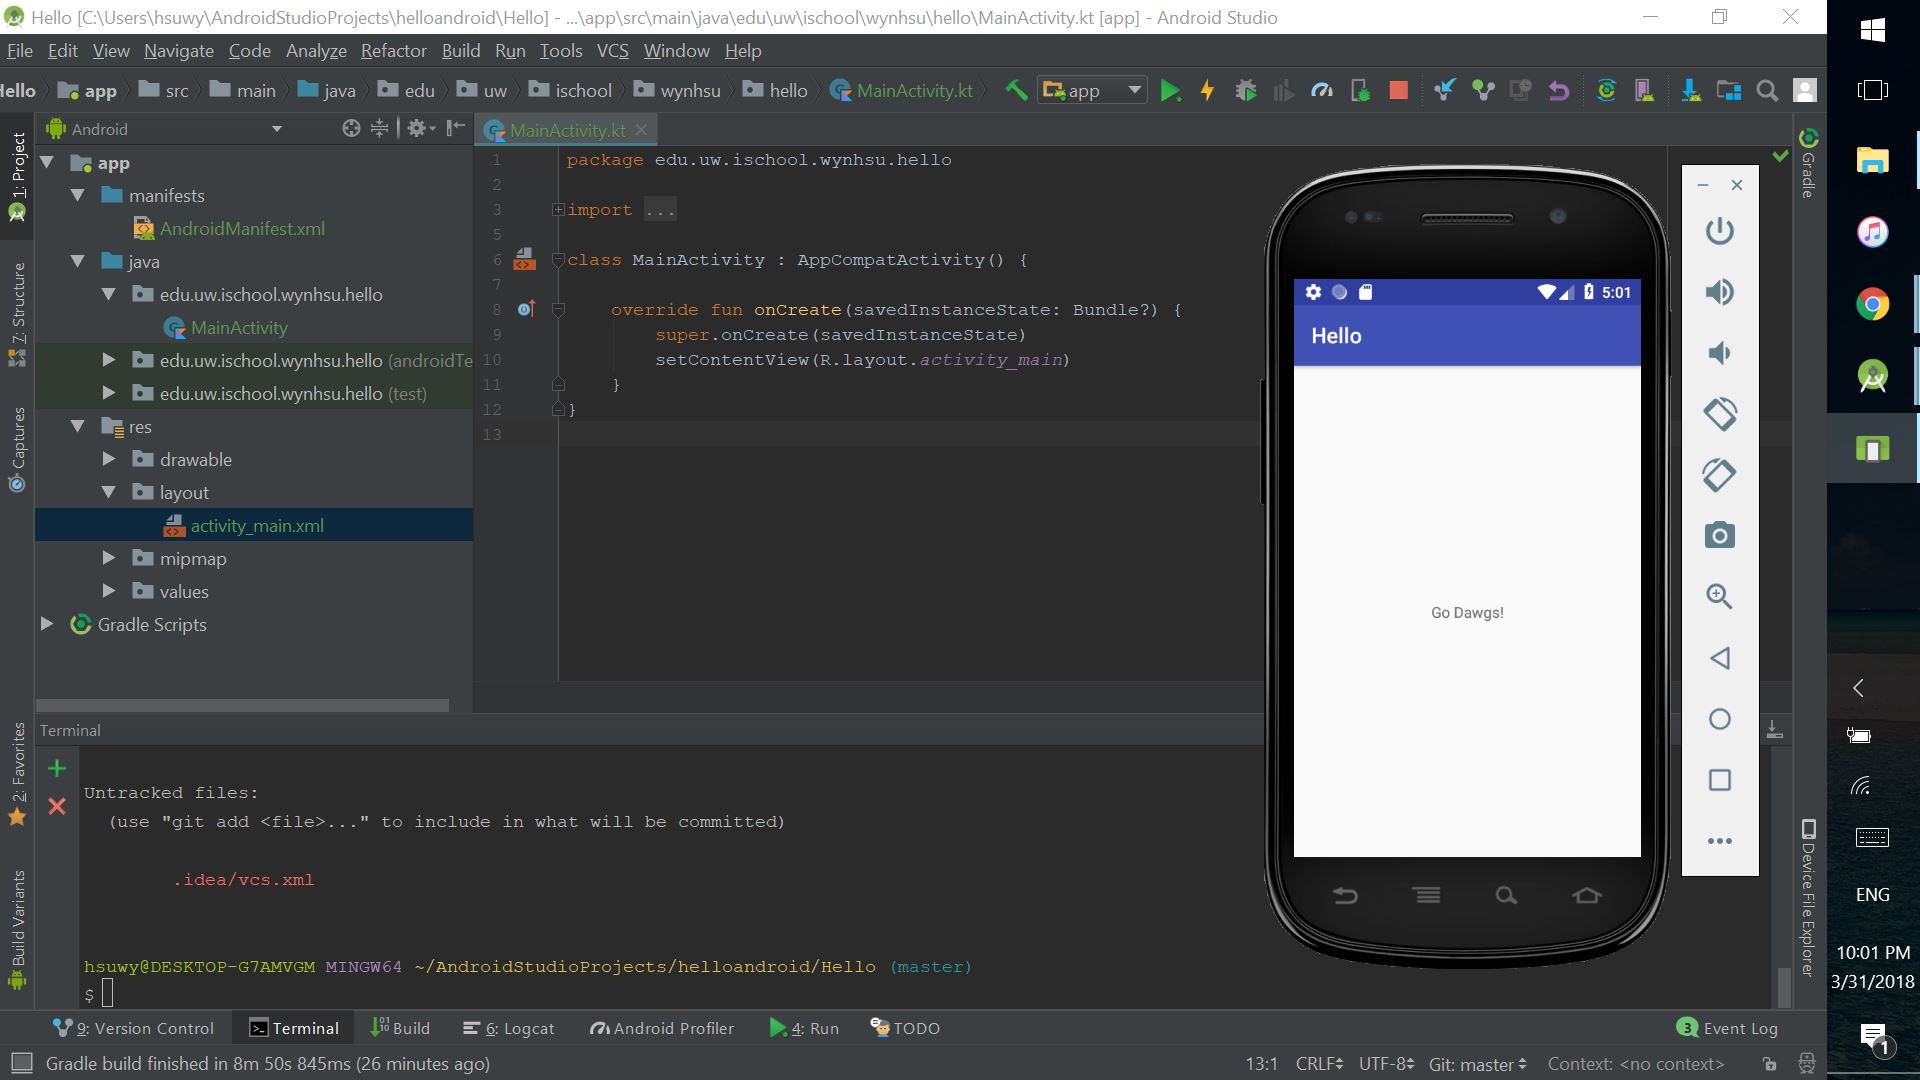 Hello [C:\Users\hsuwy\AndroidStudioProjects\helloandroid\Hello] - ...\app\src\main\java\edu\uw\ischool\wynhsu\hello\MainActivity.kt [app] - Android Studio
File Edit View Navigate Code Analyze Refactor Build Run Tools VCS Window Help
Hello app src main java edu uw ischool wynhsu hello MainActivity.kt app
Android
MainActivity.kt
1: Project
7: Structure
Captures
2: Favorites
Build Variants
app
manifests
AndroidManifest.xml
java
edu.uw.ischool.wynhsu.hello
MainActivity
edu.uw.ischool.wynhsu.hello (androidTe
edu.uw.ischool.wynhsu.hello (test)
res
drawable
layout
activity_main.xml
mipmap
values
Gradle Scripts
1 package edu.uw.ischool.wynhsu.hello
2
3 import ...
5
6 class MainActivity : AppCompatActivity() {
7
8 override fun onCreate(savedInstanceState: Bundle?) {
9 super.onCreate(savedInstanceState)
10 setContentView(R.layout.activity_main)
11 }
12 }
13
5:01
Hello
Go Dawgs!
Gradle
Device File Explorer
Terminal
Untracked files:
(use "git add <file>..." to include in what will be committed)
.idea/vcs.xml
hsuwy@DESKTOP-G7AMVGM MINGW64 ~/AndroidStudioProjects/helloandroid/Hello (master)
$
9: Version Control Terminal Build 6: Logcat Android Profiler 4: Run TODO 3 Event Log
Gradle build finished in 8m 50s 845ms (26 minutes ago) 13:1 CRLF UTF-8 Git: master Context: <no context>
ENG
10:01 PM
3/31/2018
1